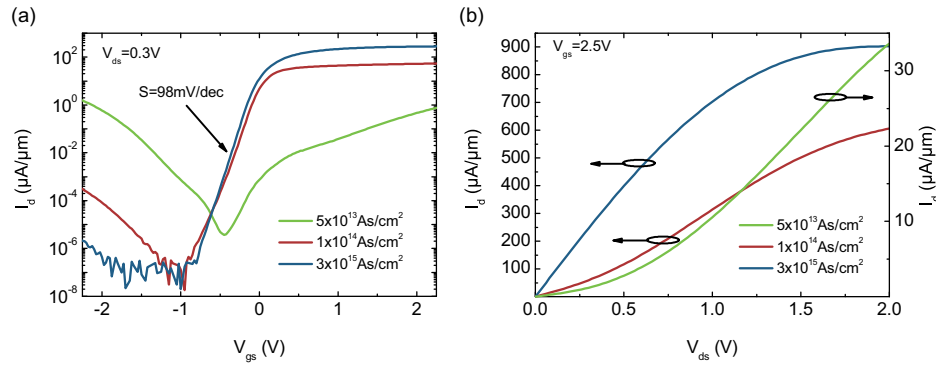 (a)
V_ds=0.3V
S=98mV/dec
10^2
10^0
10^-2
10^-4
10^-6
10^-8
I_d (µA/µm)
5x10^13As/cm^2
1x10^14As/cm^2
3x10^15As/cm^2
-2
-1
0
1
2
V_gs (V)
(b)
V_gs=2.5V
900
800
700
600
500
400
300
200
100
I_d (µA/µm)
5x10^13As/cm^2
1x10^14As/cm^2
3x10^15As/cm^2
30
20
10
0
I_d (µA/µm)
0.0
0.5
1.0
1.5
2.0
V_ds (V)